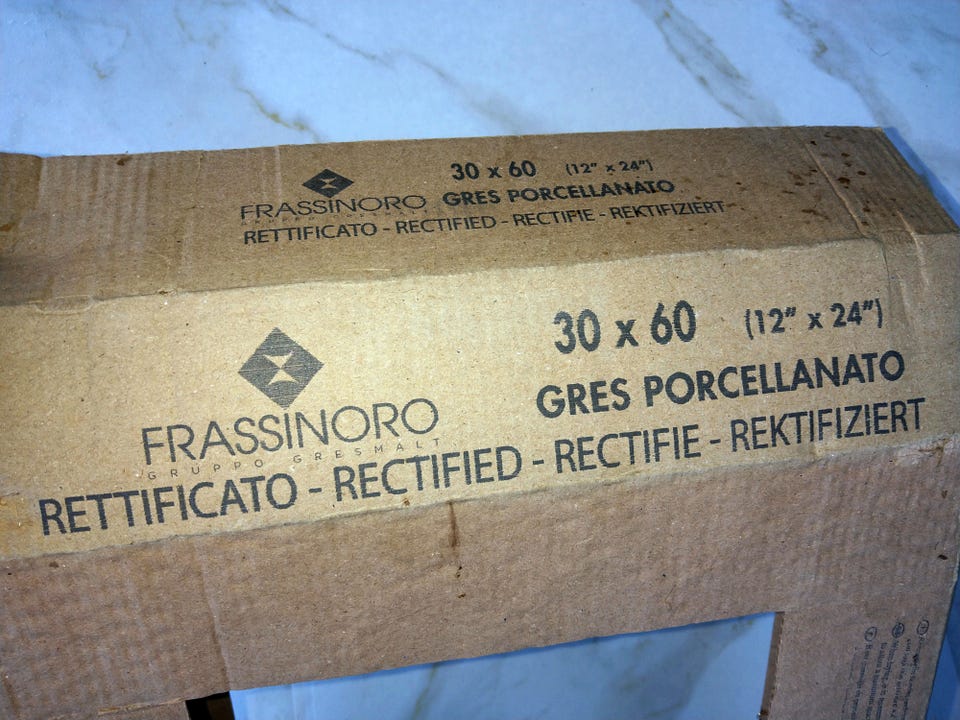 30 x 60 (12" x 24")
FRASSINORO GRES PORCELLANATO
RETTIFICATO - RECTIFIED - RECTIFIE - REKTIFIZIERT
30 x 60 (12" x 24")
GRES PORCELLANATO
FRASSINORO
GRUPPO GRESMALT
RETTIFICATO - RECTIFIED - RECTIFIE - REKTIFIZIERT